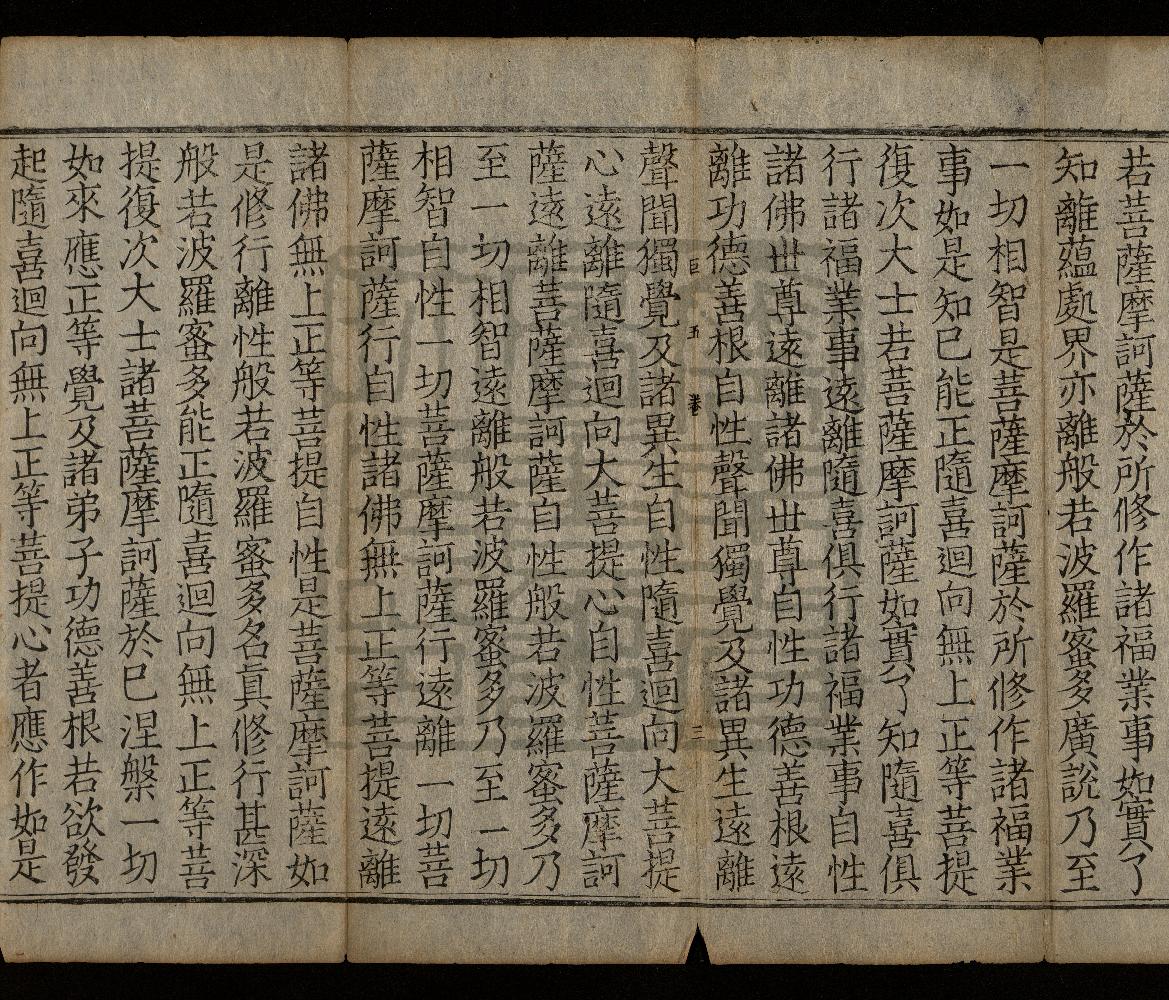 若菩薩摩訶薩於所修作諸福業事如實了
知離蘊處界亦離般若波羅蜜多廣說乃至
一切相智是菩薩摩訶薩於所修作諸福業
事如是知已能正隨喜迴向無上正等菩提
復次大士若菩薩摩訶薩如實了知隨喜俱
行諸福業事遠離隨喜俱行諸福業事自性
諸佛世尊遠離諸佛世尊自性功德善根遠
離功德善根自性聲聞獨覺及諸異生遠離
巨 五 卷 三
聲聞獨覺及諸異生自性隨喜迴向大菩提
心遠離隨喜迴向大菩提心自性菩薩摩訶
薩遠離菩薩摩訶薩自性般若波羅蜜多乃
至一切相智遠離般若波羅蜜多乃至一切
相智自性一切菩薩摩訶薩行遠離一切菩
薩摩訶薩行自性諸佛無上正等菩提遠離
諸佛無上正等菩提自性是菩薩摩訶薩如
是修行離性般若波羅蜜多名真修行甚深
般若波羅蜜多能正隨喜迴向無上正等菩
提復次大士諸菩薩摩訶薩於已涅槃一切
如來應正等覺及諸弟子功德善根若欲發
起隨喜迴向無上正等菩提心者應作如是